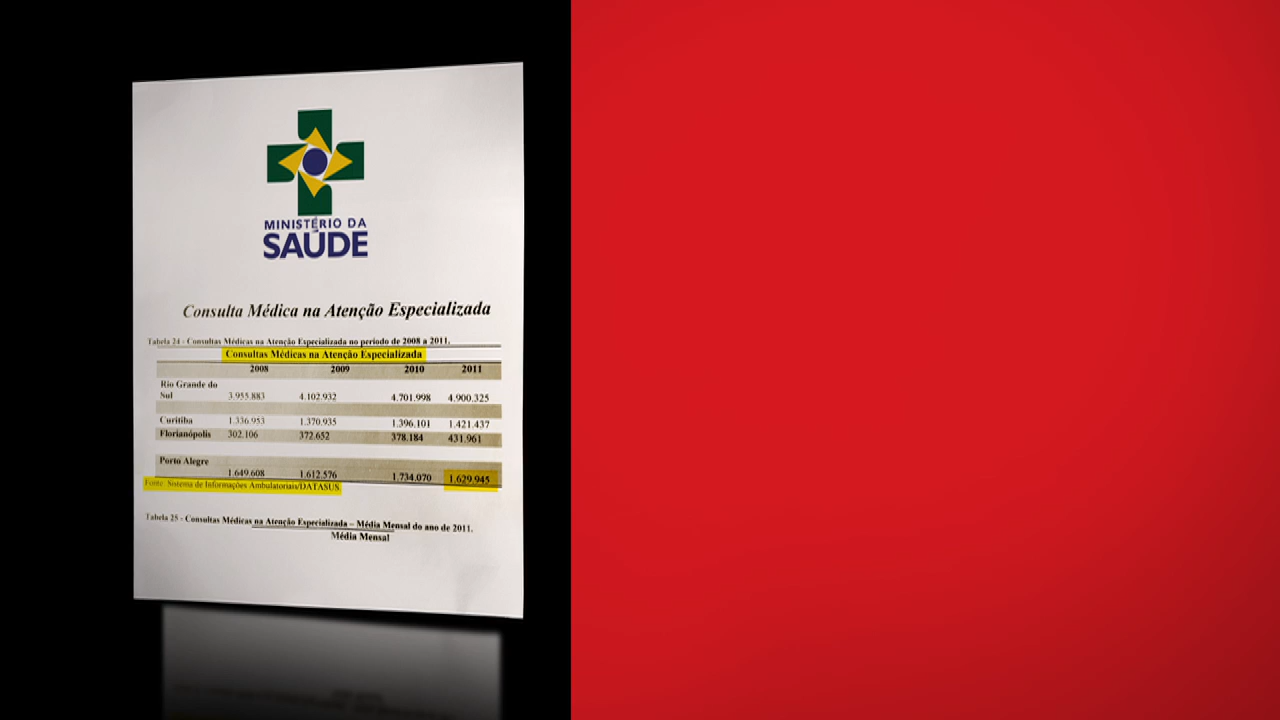 MINISTÉRIO DA
SAÚDE
Consulta Médica na Atenção Especializada
Tabela 24 - Consultas Médicas na Atenção Especializada no período de 2008 a 2011.
Consultas Médicas na Atenção Especializada
2008 2009 2010 2011
Rio Grande do
Sul 3.955.883 4.102.932 4.701.998 4.900.325
Curitiba 1.336.953 1.370.935 1.396.101 1.421.437
Florianópolis 302.106 372.652 378.184 431.961
Porto Alegre
1.649.608 1.612.576 1.734.070 1.629.945
Fonte: Sistema de Informações Ambulatoriais/DATASUS.
Tabela 25 - Consultas Médicas na Atenção Especializada – Média Mensal do ano de 2011.
Média Mensal